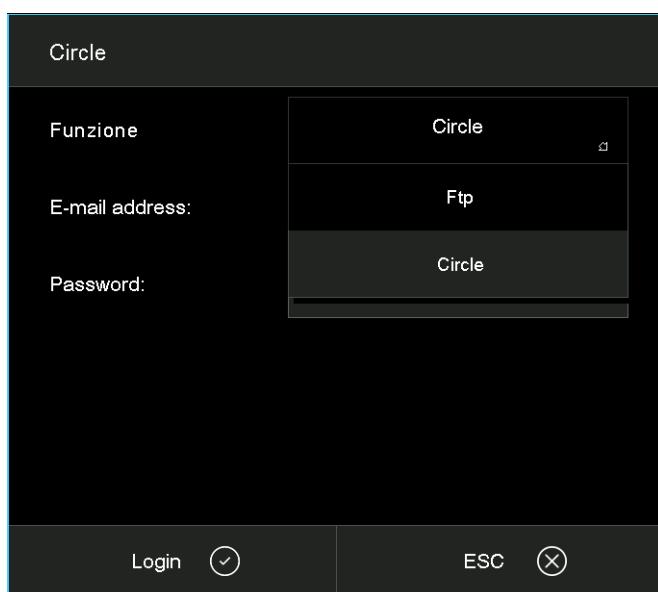 Circle
Funzione
Circle
Ftp
E-mail address:
Circle
Password:
Login
ESC